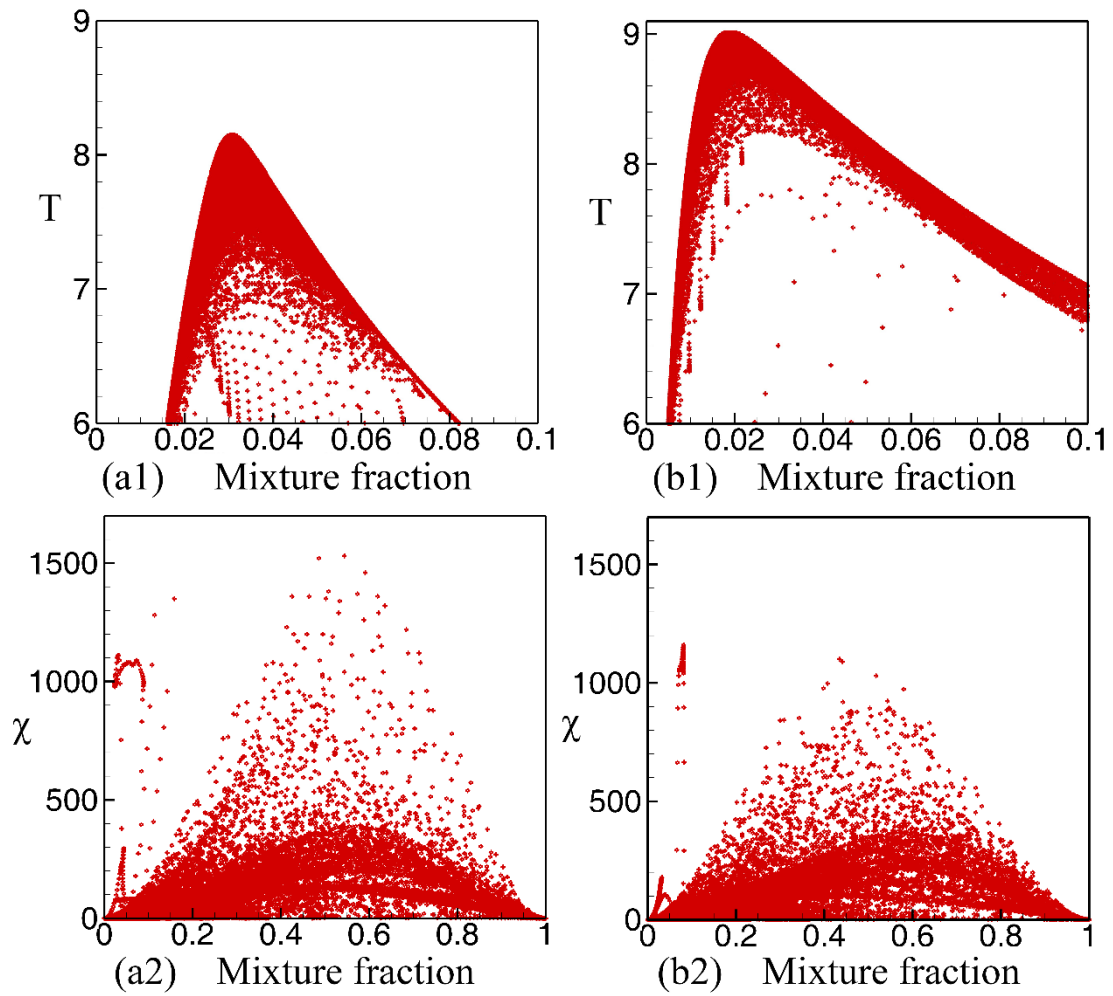 9
8
T
7
6
0 0.02 0.04 0.06 0.08 0.1
(a1) Mixture fraction
9
8
T
7
6
0 0.02 0.04 0.06 0.08 0.1
(b1) Mixture fraction
1500
1000
χ
500
0
0 0.2 0.4 0.6 0.8 1
(a2) Mixture fraction
1500
1000
χ
500
0
0 0.2 0.4 0.6 0.8 1
(b2) Mixture fraction